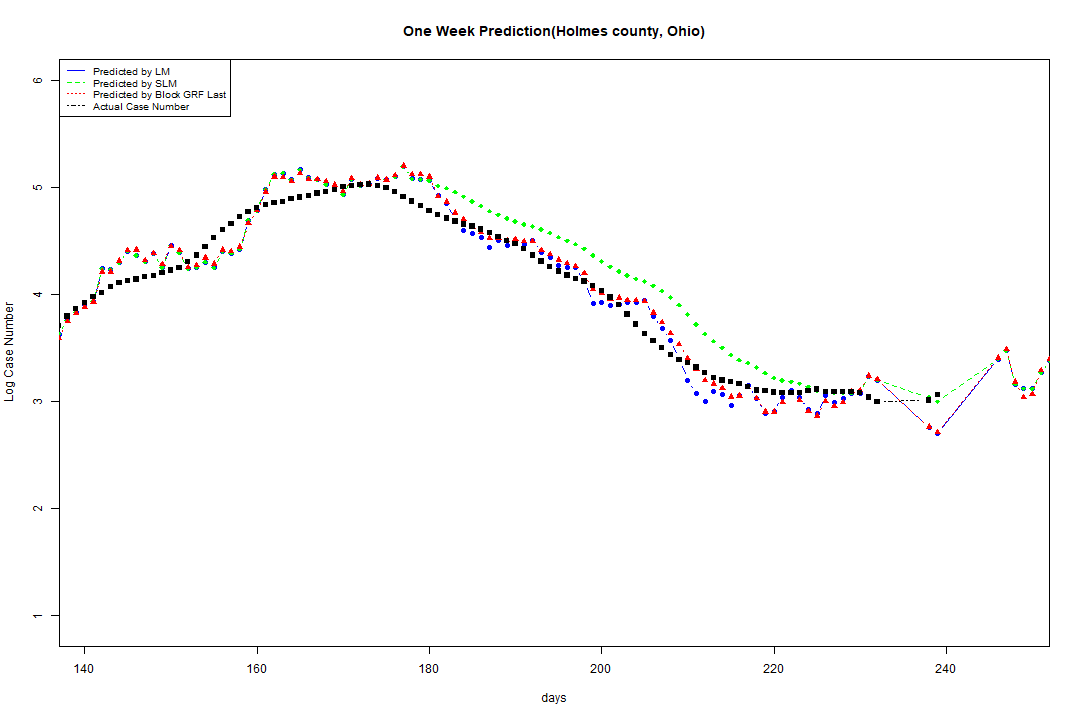 One Week Prediction(Holmes county, Ohio)
Predicted by LM
Predicted by SLM
Predicted by Block GRF Last
Actual Case Number
Log Case Number
6
5
4
3
2
1
140 160 180 200 220 240
days